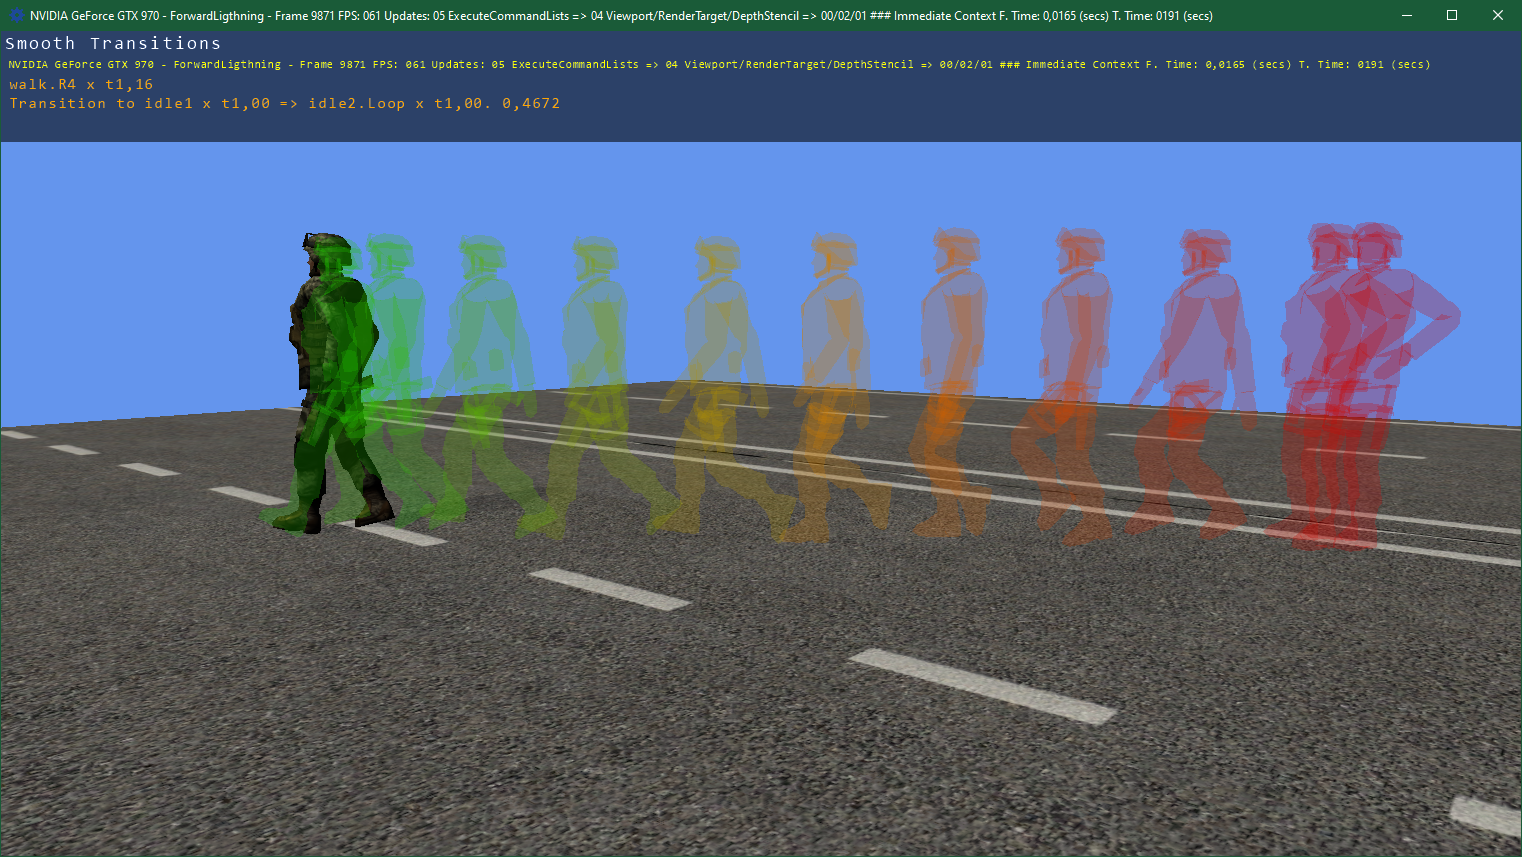 NVIDIA GeForce GTX 970 - ForwardLigthning - Frame 9871 FPS: 061 Updates: 05 ExecuteCommandLists => 04 Viewport/RenderTarget/DepthStencil => 00/02/01 ### Immediate Context F. Time: 0,0165 (secs) T. Time: 0191 (secs)
Smooth Transitions
NVIDIA GeForce GTX 970 - ForwardLigthning - Frame 9871 FPS: 061 Updates: 05 ExecuteCommandLists => 04 Viewport/RenderTarget/DepthStencil => 00/02/01 ### Immediate Context F. Time: 0,0165 (secs) T. Time: 0191 (secs)
walk.R4 x t1,16
Transition to idle1 x t1,00 => idle2.Loop x t1,00. 0,4672